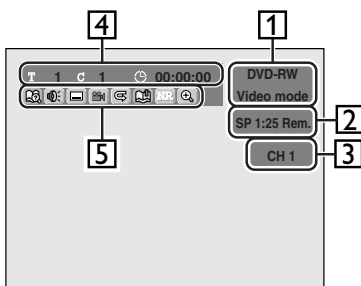 4 1
T 1 C 1 00:00:00 DVD-RW
Video mode
NR
SP 1:25 Rem. 2
5
CH 1 3